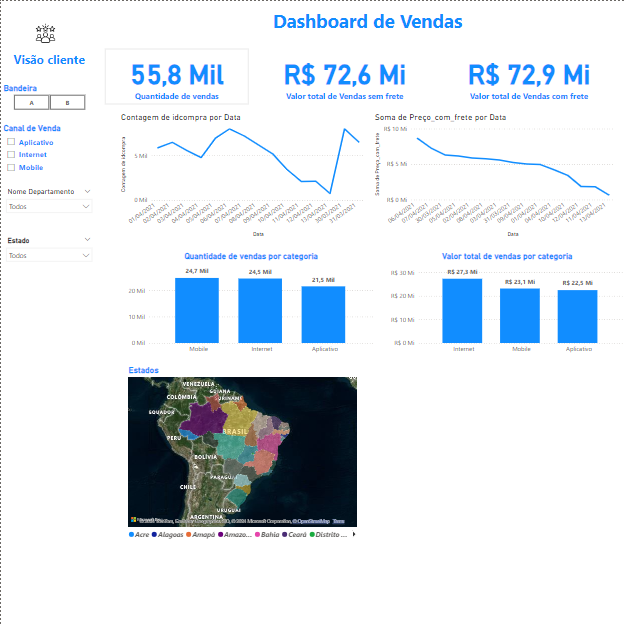 Dashboard de Vendas
Visão cliente
Bandeira
A
B
Canal de Venda
Aplicativo
Internet
Mobile
Nome Departamento
Todos
Estado
Todos
55,8 Mil
Quantidade de vendas
R$ 72,6 Mi
Valor total de Vendas sem frete
R$ 72,9 Mi
Valor total de Vendas com frete
Contagem de idcompra por Data
Contagem de idcompra
5 Mil
0 Mil
01/04/2021
02/04/2021
03/04/2021
04/04/2021
05/04/2021
06/04/2021
07/04/2021
08/04/2021
09/04/2021
10/04/2021
11/04/2021
12/04/2021
13/04/2021
30/03/2021
31/03/2021
Data
Soma de Preço_com_frete por Data
Soma de Preço_com_frete
R$ 10 Mi
R$ 5 Mi
R$ 0 Mi
06/04/2021
07/04/2021
30/03/2021
05/04/2021
02/04/2021
08/04/2021
01/04/2021
31/03/2021
09/04/2021
03/04/2021
04/04/2021
10/04/2021
11/04/2021
12/04/2021
13/04/2021
Data
Quantidade de vendas por categoria
20 Mil
10 Mil
0 Mil
24,7 Mil
24,5 Mil
21,5 Mil
Mobile
Internet
Aplicativo
Valor total de vendas por categoria
R$ 30 Mi
R$ 20 Mi
R$ 10 Mi
R$ 0 Mi
R$ 27,3 Mi
R$ 23,1 Mi
R$ 22,5 Mi
Internet
Mobile
Aplicativo
Estados
VENEZUELA
GUIANA
COLÔMBIA
SURINAME
EQUADOR
BRASIL
PERU
BOLÍVIA
PARAGU
CHILE
URUGUAI
ARGENTINA
Microsoft Corporation, © OpenStreetMap Terms
Acre
Alagoas
Amapá
Amazo...
Bahia
Ceará
Distrito ...